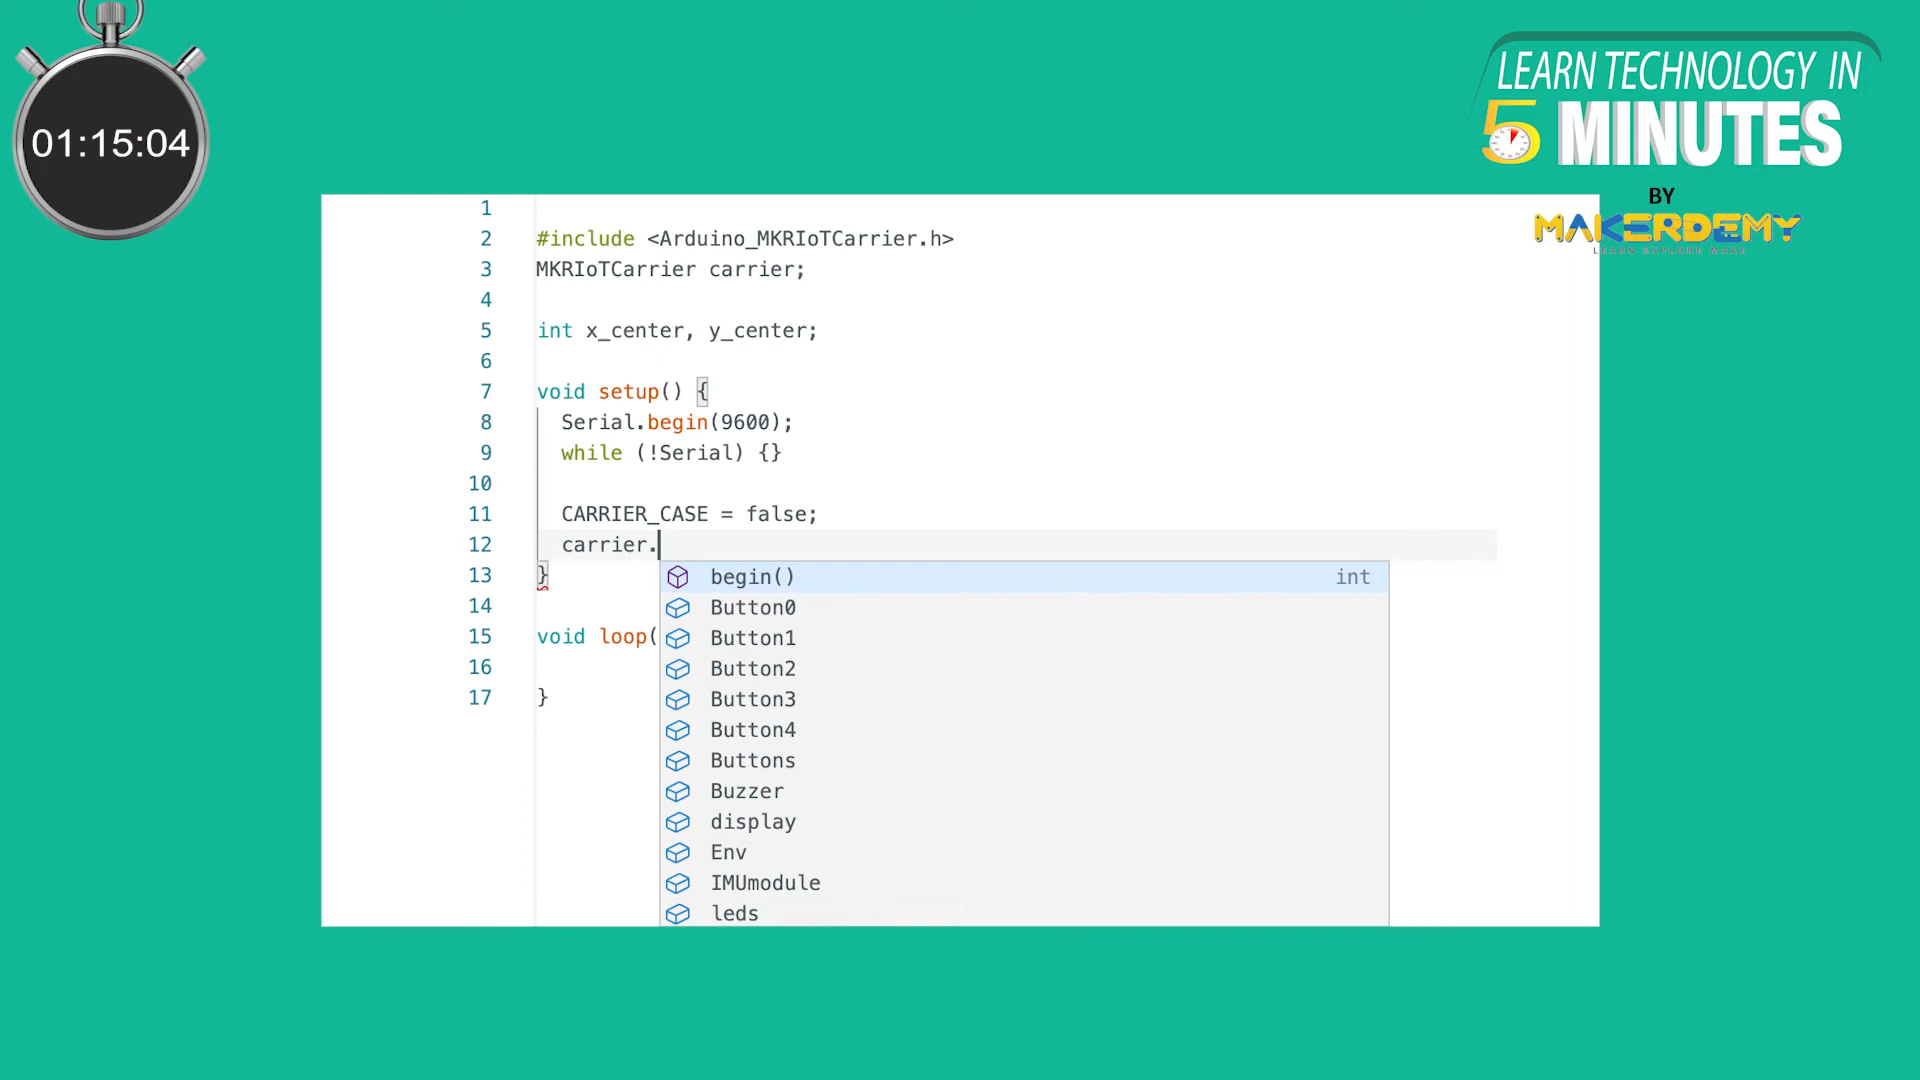 01:15:04
LEARN TECHNOLOGY IN
5 MINUTES
BY
MAKERDEMY
LEARN EXPLORE MAKE
1
2 #include <Arduino_MKRIoTCarrier.h>
3 MKRIoTCarrier carrier;
4
5 int x_center, y_center;
6
7 void setup() {
8 Serial.begin(9600);
9 while (!Serial) {}
10
11 CARRIER_CASE = false;
12 carrier.
13 }
14
15 void loop(
16
17 }
begin() int
Button0
Button1
Button2
Button3
Button4
Buttons
Buzzer
display
Env
IMUmodule
leds